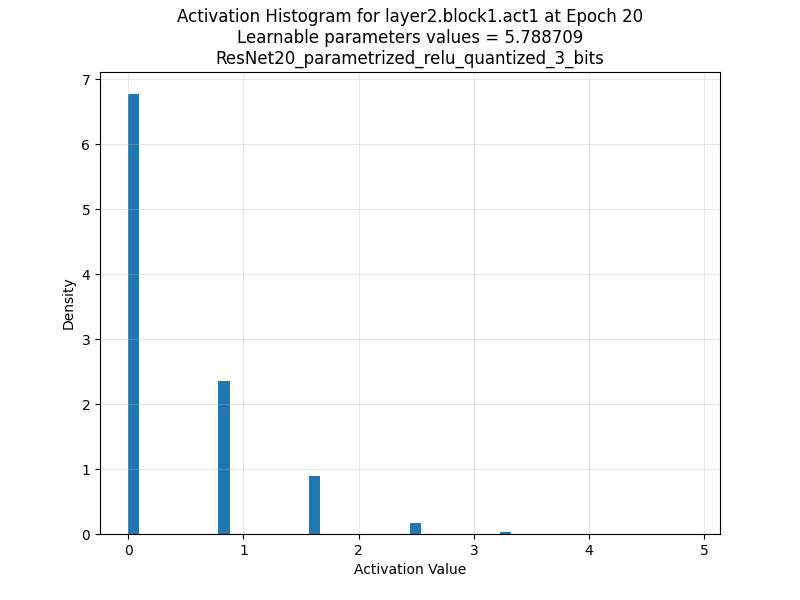 Activation Histogram for layer2.block1.act1 at Epoch 20
Learnable parameters values = 5.788709
ResNet20_parametrized_relu_quantized_3_bits
7
6
5
4
3
2
1
0
Density
0 1 2 3 4 5
Activation Value